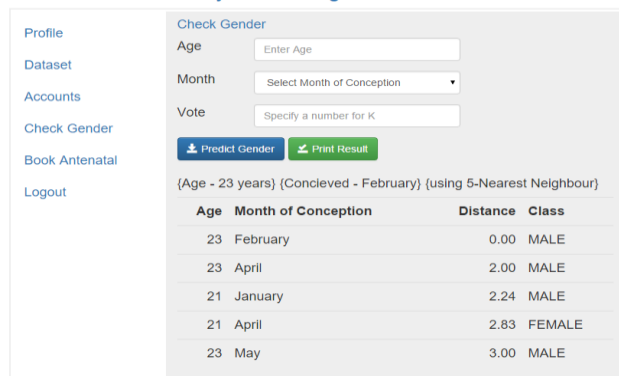 Profile
Dataset
Accounts
Check Gender
Book Antenatal
Logout
Check Gender
Age Enter Age
Month Select Month of Conception
Vote Specify a number for K
Predict Gender Print Result
{Age - 23 years} {Concieved - February} {using 5-Nearest Neighbour}
Age Month of Conception Distance Class
23 February 0.00 MALE
23 April 2.00 MALE
21 January 2.24 MALE
21 April 2.83 FEMALE
23 May 3.00 MALE